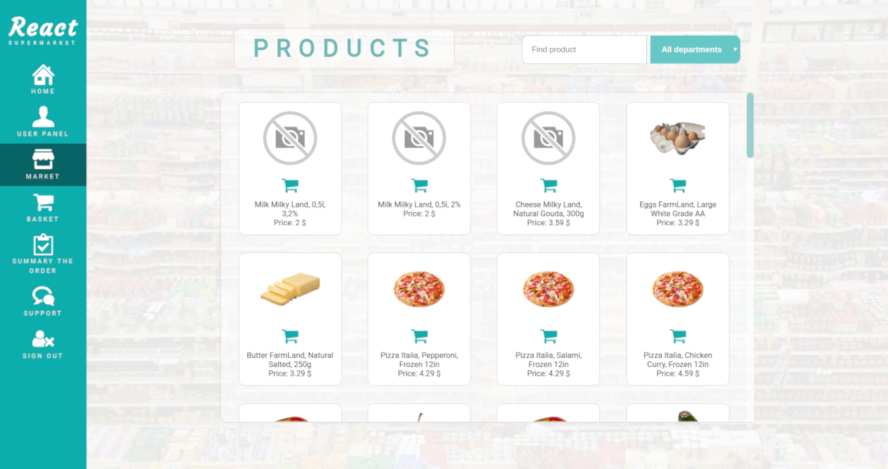 React
SUPERMARKET
HOME
USER PANEL
MARKET
BASKET
SUMMARY THE
ORDER
SUPPORT
SIGN OUT
PRODUCTS
Find product
All departments
Milk Milky Land, 0,5l,
3,2%
Price: 2 $
Milk Milky Land, 0,5l, 2%
Price: 2 $
Cheese Milky Land,
Natural Gouda, 300g
Price: 3.59 $
Eggs FarmLand, Large
White Grade AA
Price: 3.29 $
Butter FarmLand, Natural
Salted, 250g
Price: 3.29 $
Pizza Italia, Pepperoni,
Frozen 12in
Price: 4.29 $
Pizza Italia, Salami,
Frozen 12in
Price: 4.29 $
Pizza Italia, Chicken
Curry, Frozen 12in
Price: 4.59 $